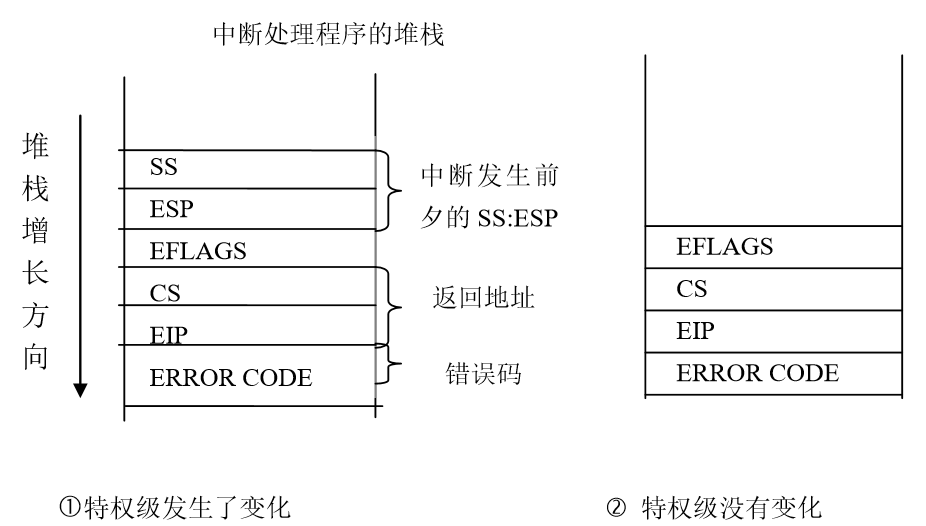 中断处理程序的堆栈
堆栈增长方向
SS
ESP
中断发生前
夕的 SS:ESP
EFLAGS
CS
EIP
返回地址
ERROR CODE
错误码
EFLAGS
CS
EIP
ERROR CODE
①特权级发生了变化
② 特权级没有变化